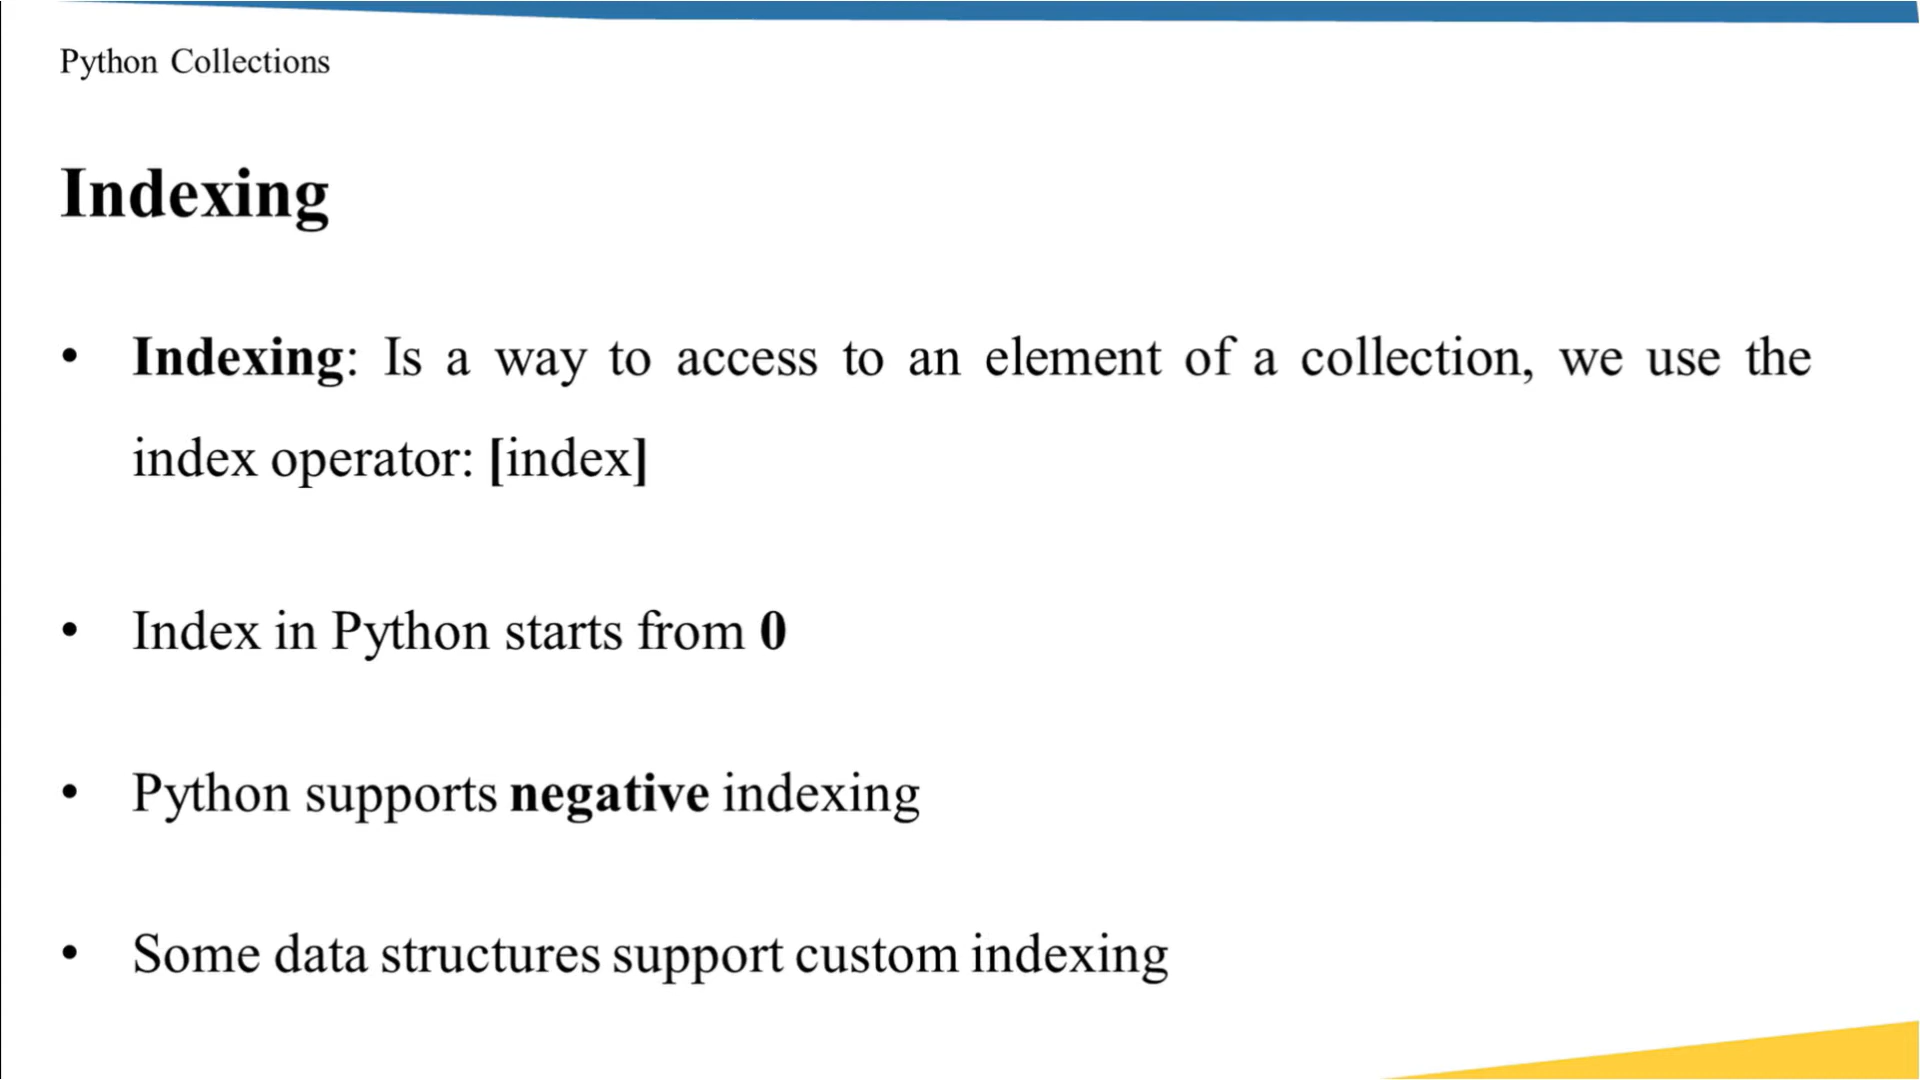 Python Collections
Indexing
• Indexing: Is a way to access to an element of a collection, we use the
index operator: [index]
• Index in Python starts from 0
• Python supports negative indexing
• Some data structures support custom indexing